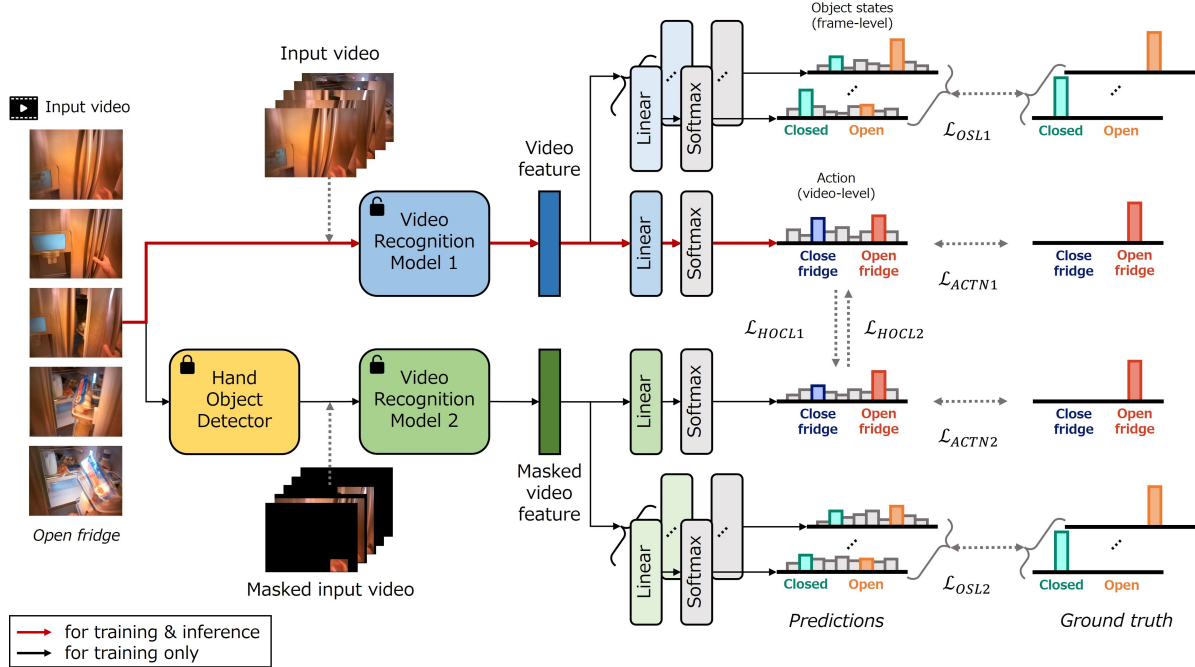 Input video
Input video
Open fridge
Video
Recognition
Model 1
Video
feature
Hand
Object
Detector
Video
Recognition
Model 2
Masked
video
feature
Masked input video
Linear
Softmax
Object states
(frame-level)
Closed
Open
ℒOSL1
Closed
Open
Linear
Softmax
Action
(video-level)
Close
fridge
Open
fridge
ℒACTN1
Close
fridge
Open
fridge
ℒHOCL1
ℒHOCL2
Linear
Softmax
Close
fridge
Open
fridge
ℒACTN2
Close
fridge
Open
fridge
Linear
Softmax
Closed
Open
ℒOSL2
Closed
Open
Predictions
Ground truth
for training & inference
for training only